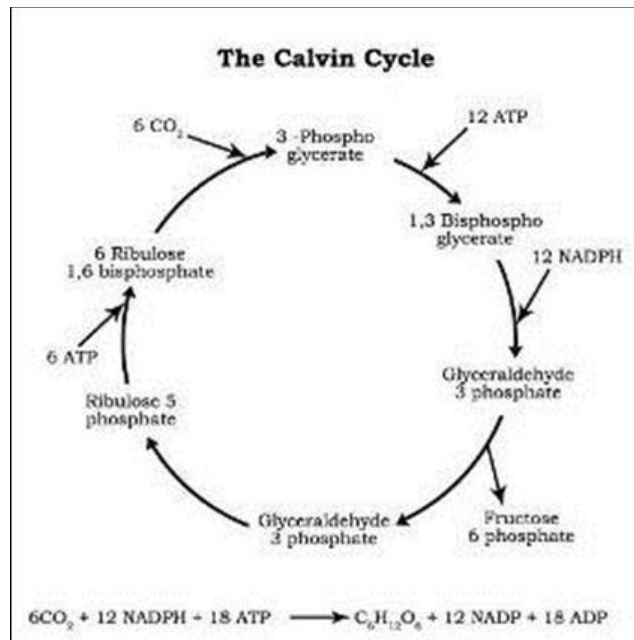 The Calvin Cycle
6 CO₂
3 -Phospho
glycerate
12 ATP
1,3 Bisphospho
glycerate
12 NADPH
Glyceraldehyde
3 phosphate
Fructose
6 phosphate
Glyceraldehyde
3 phosphate
Ribulose 5
phosphate
6 ATP
6 Ribulose
1,6 bisphosphate
6CO₂ + 12 NADPH + 18 ATP → C₆H₁₂O₆ + 12 NADP + 18 ADP